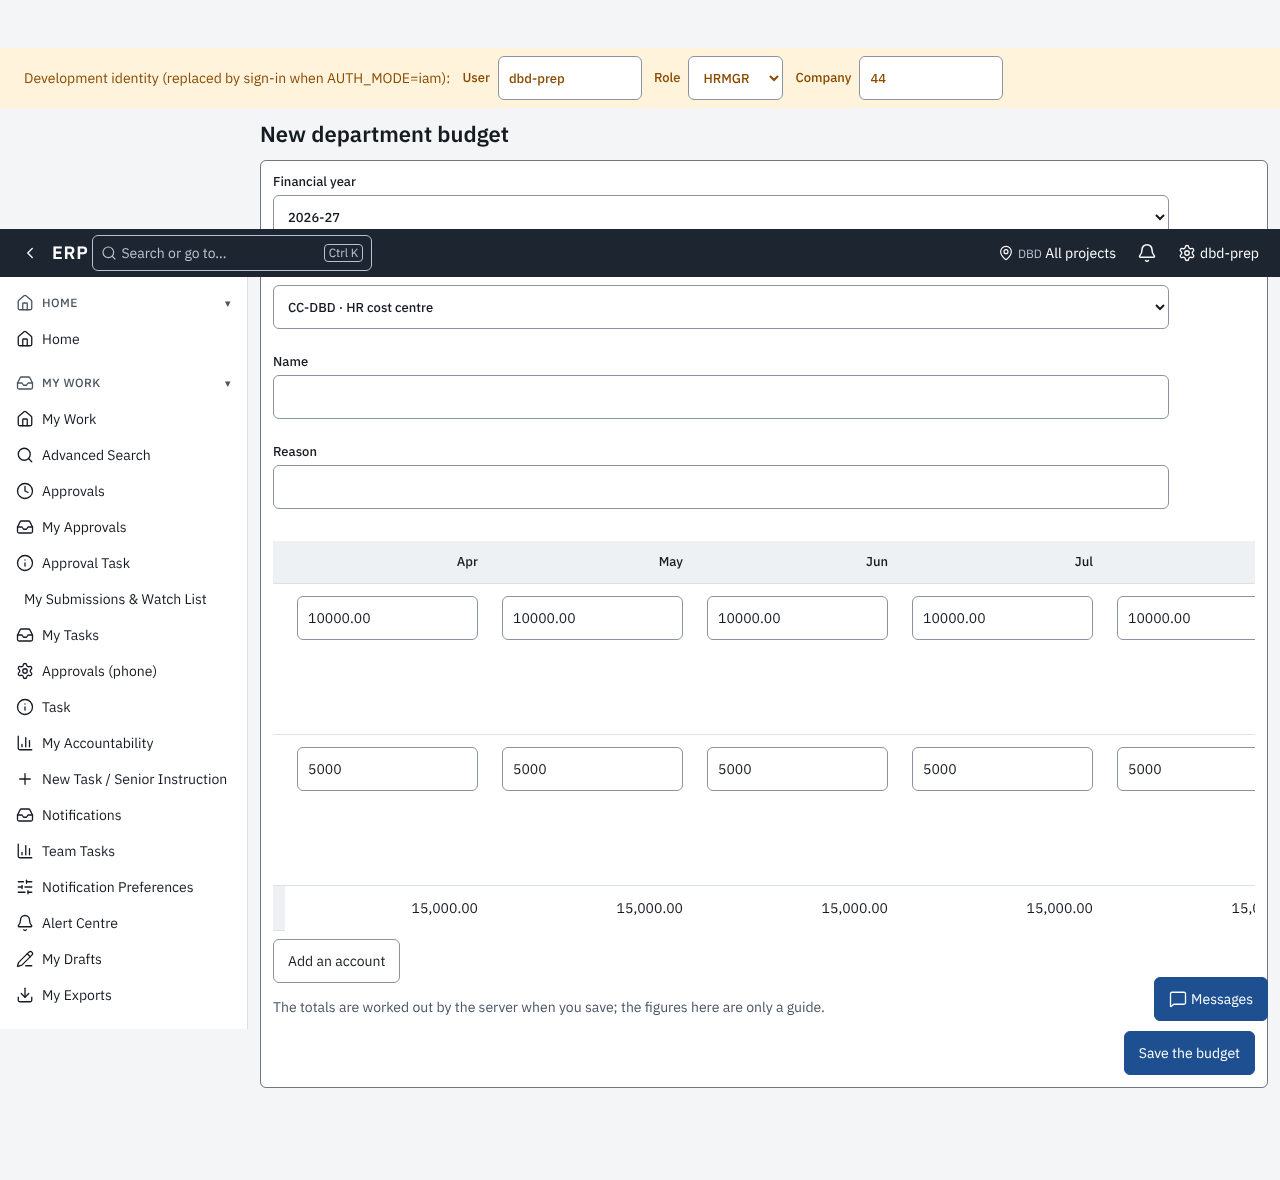 Development identity (replaced by sign-in when AUTH_MODE=iam): User dbd-prep Role HRMGR Company 44
New department budget
Financial year
2026-27
ERP Search or go to... Ctrl K DBD All projects dbd-prep
HOME
Home
MY WORK
My Work
Advanced Search
Approvals
My Approvals
Approval Task
My Submissions & Watch List
My Tasks
Approvals (phone)
Task
My Accountability
New Task / Senior Instruction
Notifications
Team Tasks
Notification Preferences
Alert Centre
My Drafts
My Exports
CC-DBD · HR cost centre
Name
Reason
Apr May Jun Jul
10000.00 10000.00 10000.00 10000.00 10000.00
5000 5000 5000 5000 5000
15,000.00 15,000.00 15,000.00 15,000.00 15,0
Add an account
The totals are worked out by the server when you save; the figures here are only a guide.
Messages
Save the budget